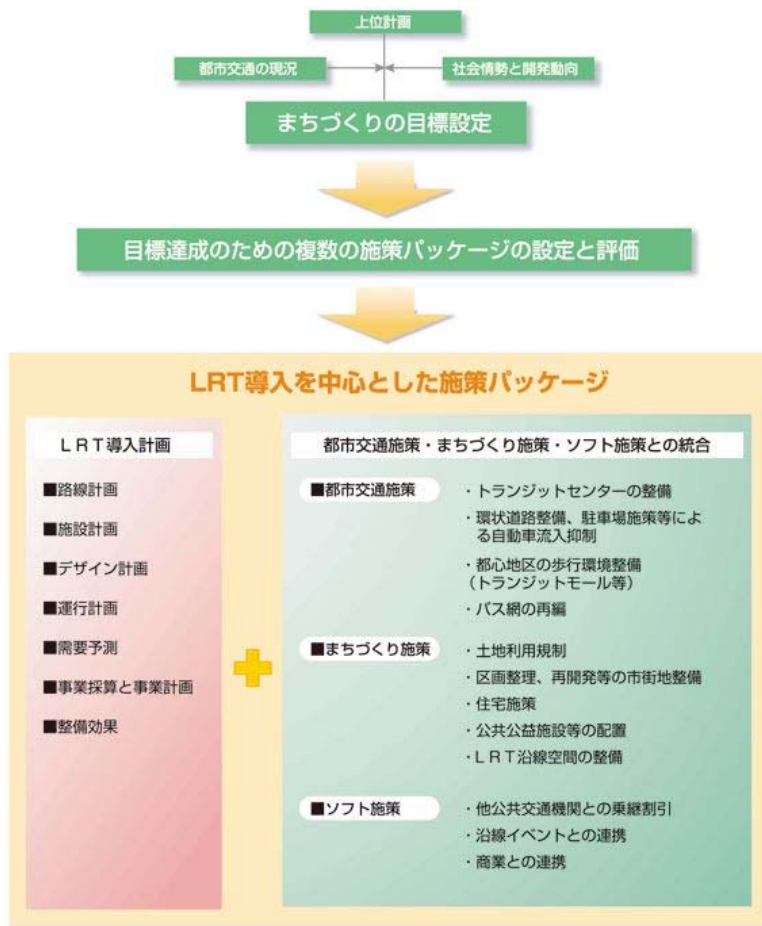 上位計画
都市交通の現況
社会情勢と開発動向
まちづくりの目標設定
目標達成のための複数の施策パッケージの設定と評価
LRT導入を中心とした施策パッケージ
ＬＲＴ導入計画
■路線計画
■施設計画
■デザイン計画
■運行計画
■需要予測
■事業採算と事業計画
■整備効果
都市交通施策・まちづくり施策・ソフト施策との統合
■都市交通施策
・トランジットセンターの整備
・環状道路整備、駐車場施策等によ
る自動車流入抑制
・都心地区の歩行環境整備
（トランジットモール等）
・バス網の再編
■まちづくり施策
・土地利用規制
・区画整理、再開発等の市街地整備
・住宅施策
・公共公益施設等の配置
・ＬＲＴ沿線空間の整備
■ソフト施策
・他公共交通機関との乗継割引
・沿線イベントとの連携
・商業との連携